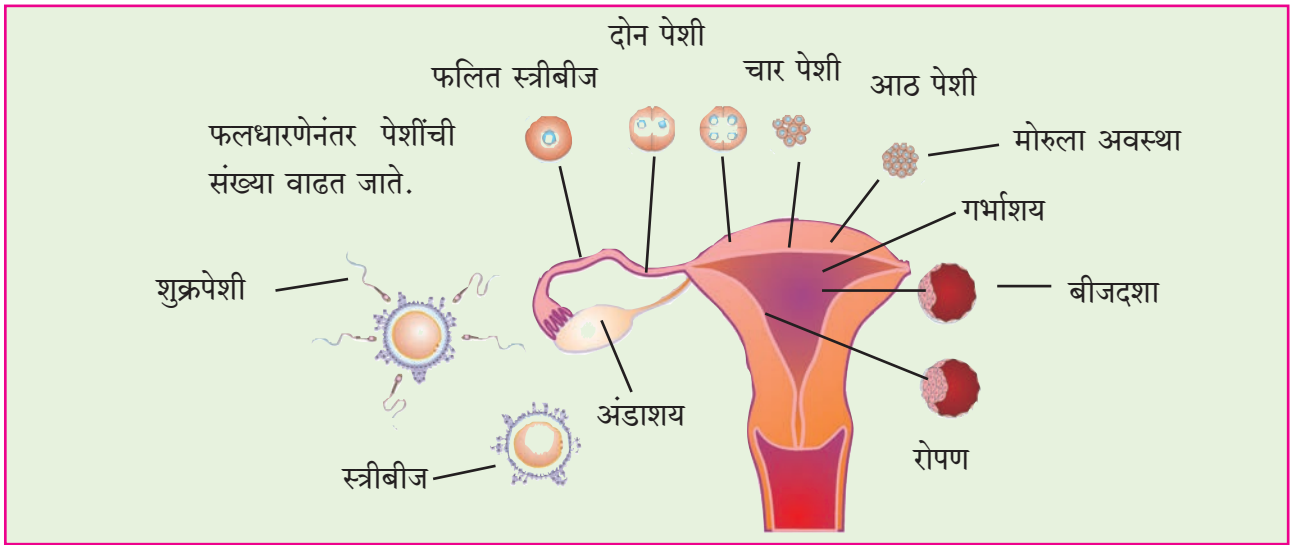 दोन पेशी
फलित स्त्रीबीज
चार पेशी
आठ पेशी
फलधारणेनंतर पेशींची
संख्या वाढत जाते.
मोरुला अवस्था
गर्भाशय
शुक्रपेशी
बीजदशा
अंडाशय
रोपण
स्त्रीबीज